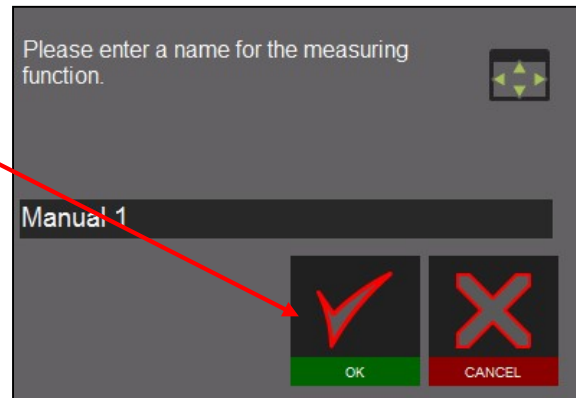 Please enter a name for the measuring
function.
Manual 1
OK
CANCEL